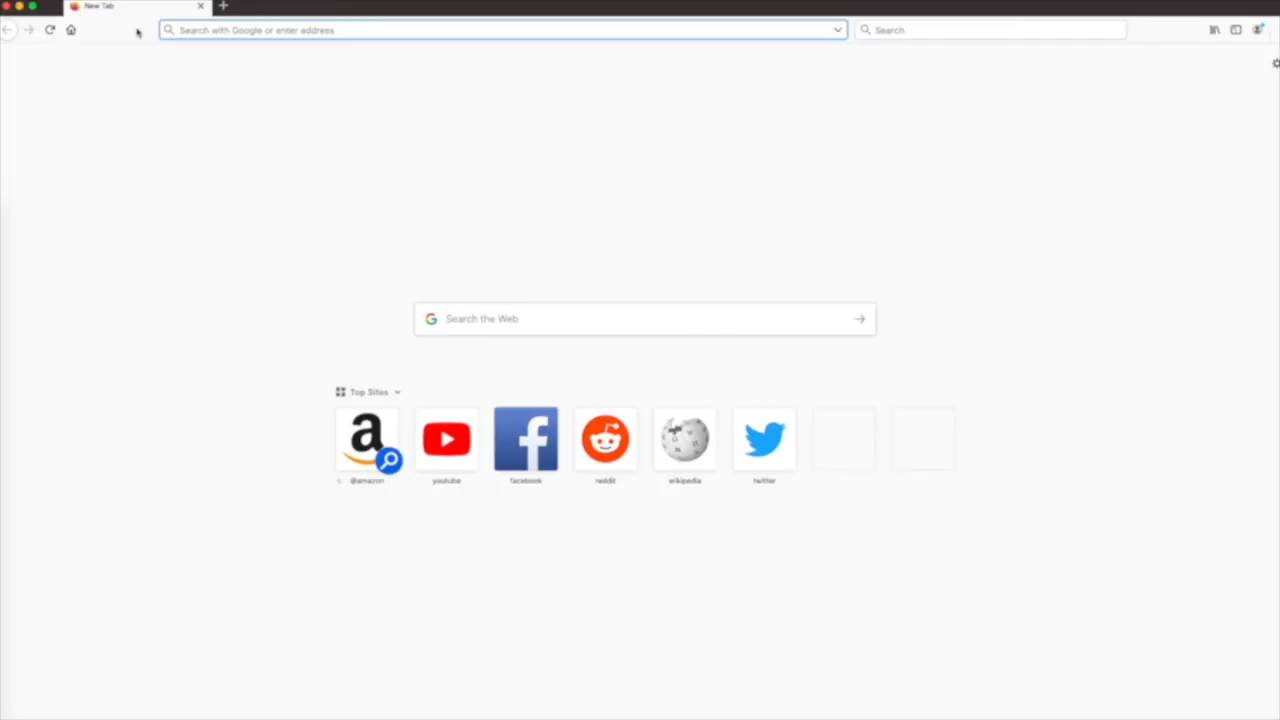 New Tab
Search with Google or enter address
Search
Search the Web
Top Sites
@amazon
youtube
facebook
reddit
wikipedia
twitter